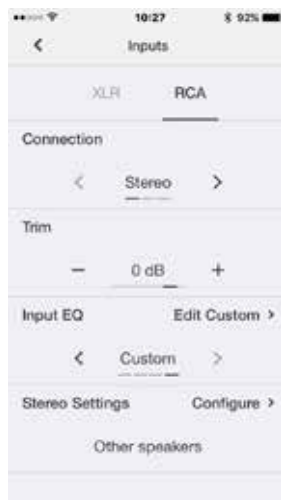 10:27 92%
Inputs
XLR RCA
Connection
< Stereo >
Trim
− 0 dB +
Input EQ Edit Custom >
< Custom >
Stereo Settings Configure >
Other speakers